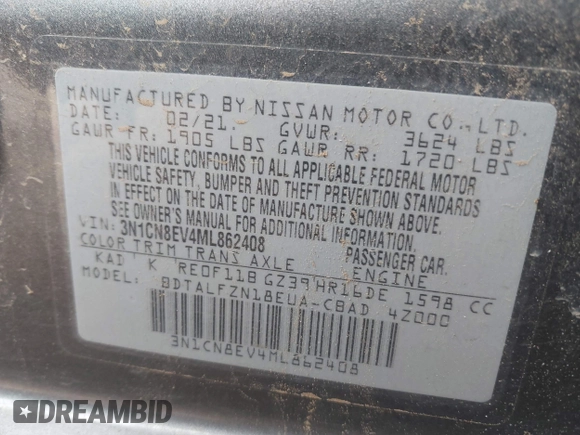 MANUFACTURED BY NISSAN MOTOR CO., LTD.
DATE: 02/21. GVWR: 3624 LBS
GAWR FR: 1905 LBS GAWR RR: 1720 LBS
THIS VEHICLE CONFORMS TO ALL APPLICABLE FEDERAL MOTOR
VEHICLE SAFETY, BUMPER AND THEFT PREVENTION STANDARDS
IN EFFECT ON THE DATE OF MANUFACTURE SHOWN ABOVE.
SEE OWNER'S MANUAL FOR ADDITIONAL INFORMATION.
VIN: 3N1CN8EV4ML862408 PASSENGER CAR.
COLOR TRIM TRANS AXLE ENGINE
KAD K RE0F11B GZ39 HR16DE 1598 CC
MODEL: BDTALFZN18EUA-CBAD 4Z000
3N1CN8EV4ML862408
DREAMBID